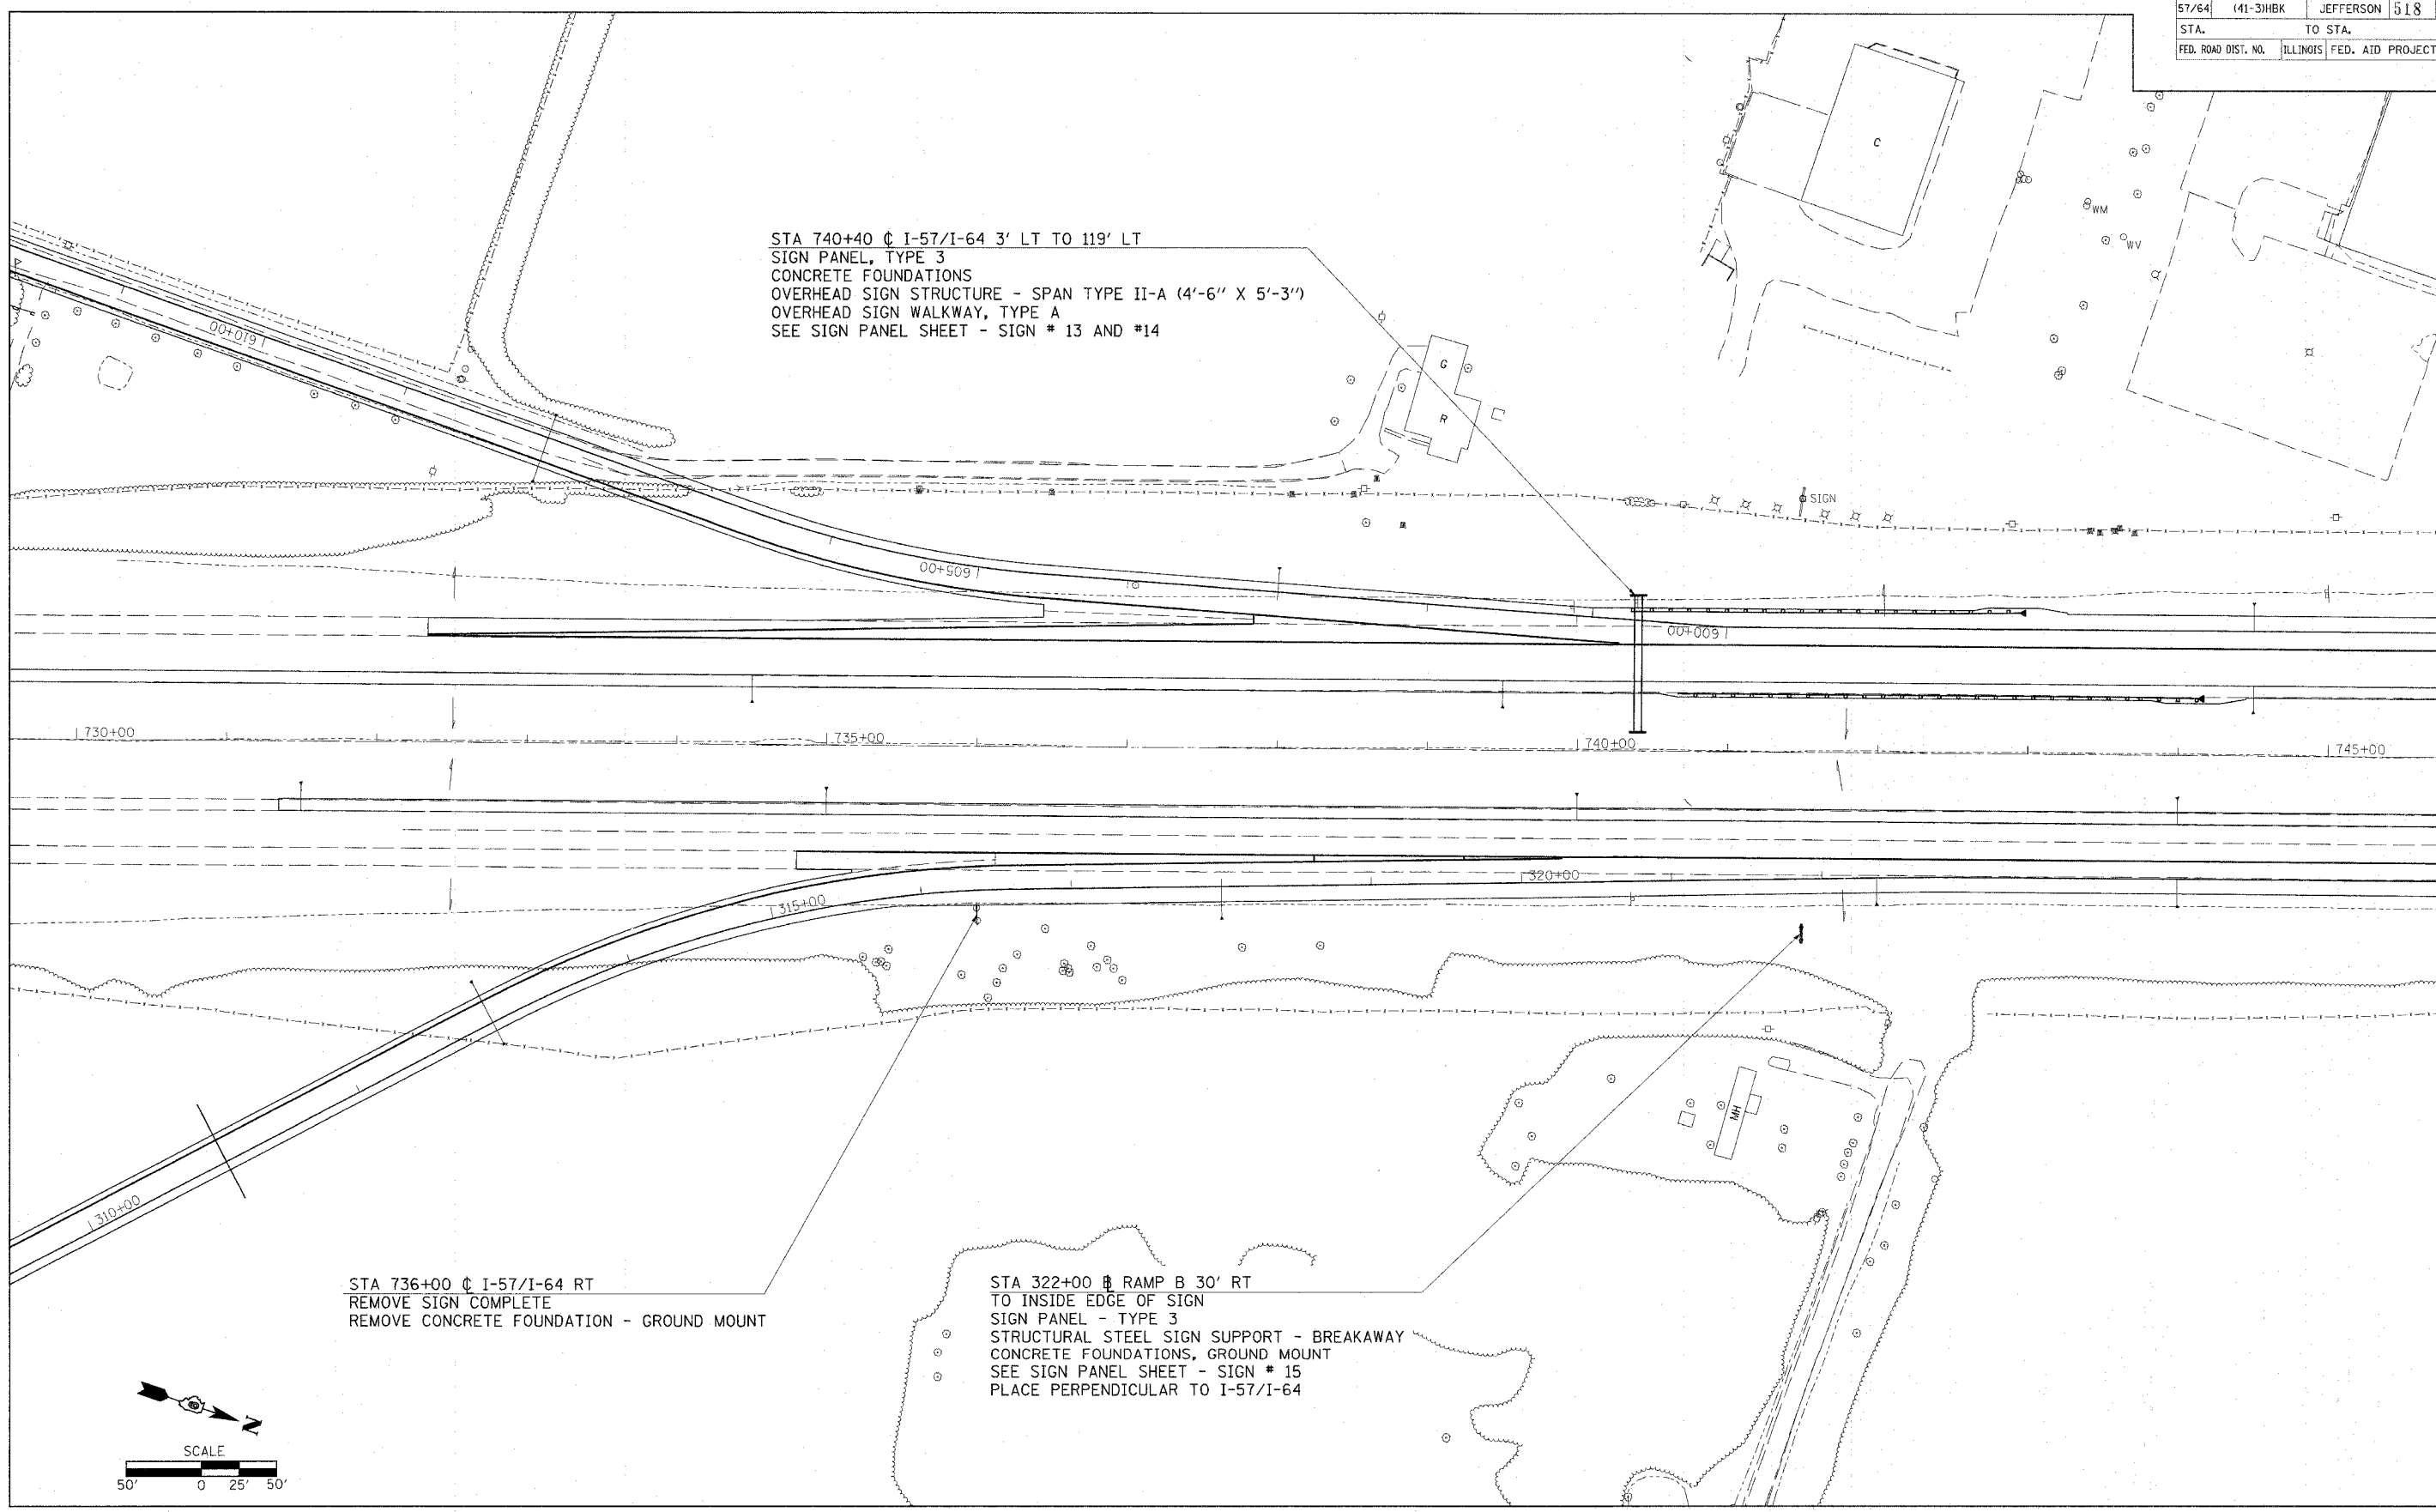 57/64 (41-3)HBK JEFFERSON 518
STA. TO STA.
FED. ROAD DIST. NO. ILLINOIS FED. AID PROJECT
C
WM
WV
STA 740+40 ℄ I-57/I-64 3' LT TO 119' LT
SIGN PANEL, TYPE 3
CONCRETE FOUNDATIONS
OVERHEAD SIGN STRUCTURE - SPAN TYPE II-A (4'-6" X 5'-3")
OVERHEAD SIGN WALKWAY, TYPE A
SEE SIGN PANEL SHEET - SIGN # 13 AND #14
P
1610+00
G
R
SIGN
1605+00
1600+00
730+00
735+00
740+00
745+00
320+00
315+00
MH
310+00
STA 736+00 ℄ I-57/I-64 RT
REMOVE SIGN COMPLETE
REMOVE CONCRETE FOUNDATION - GROUND MOUNT
STA 322+00 B RAMP B 30' RT
TO INSIDE EDGE OF SIGN
SIGN PANEL - TYPE 3
STRUCTURAL STEEL SIGN SUPPORT - BREAKAWAY
CONCRETE FOUNDATIONS, GROUND MOUNT
SEE SIGN PANEL SHEET - SIGN # 15
PLACE PERPENDICULAR TO I-57/I-64
N
SCALE
50' 0 25' 50'